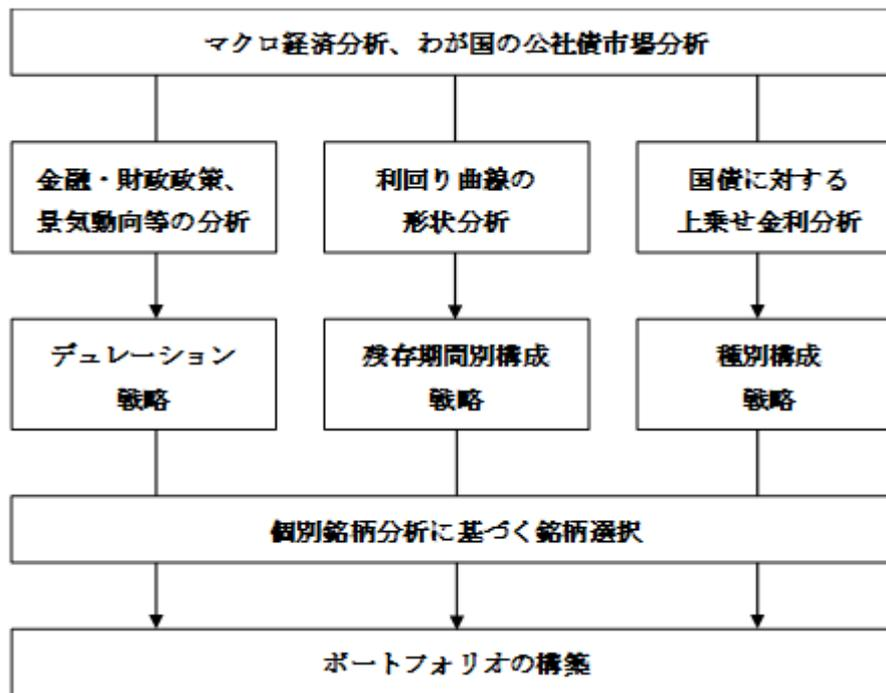 マクロ経済分析、わが国の公社債市場分析
金融・財政政策、
景気動向等の分析
利回り曲線の
形状分析
国債に対する
上乗せ金利分析
デュレーション
戦略
残存期間別構成
戦略
種別構成
戦略
個別銘柄分析に基づく銘柄選択
ポートフォリオの構築